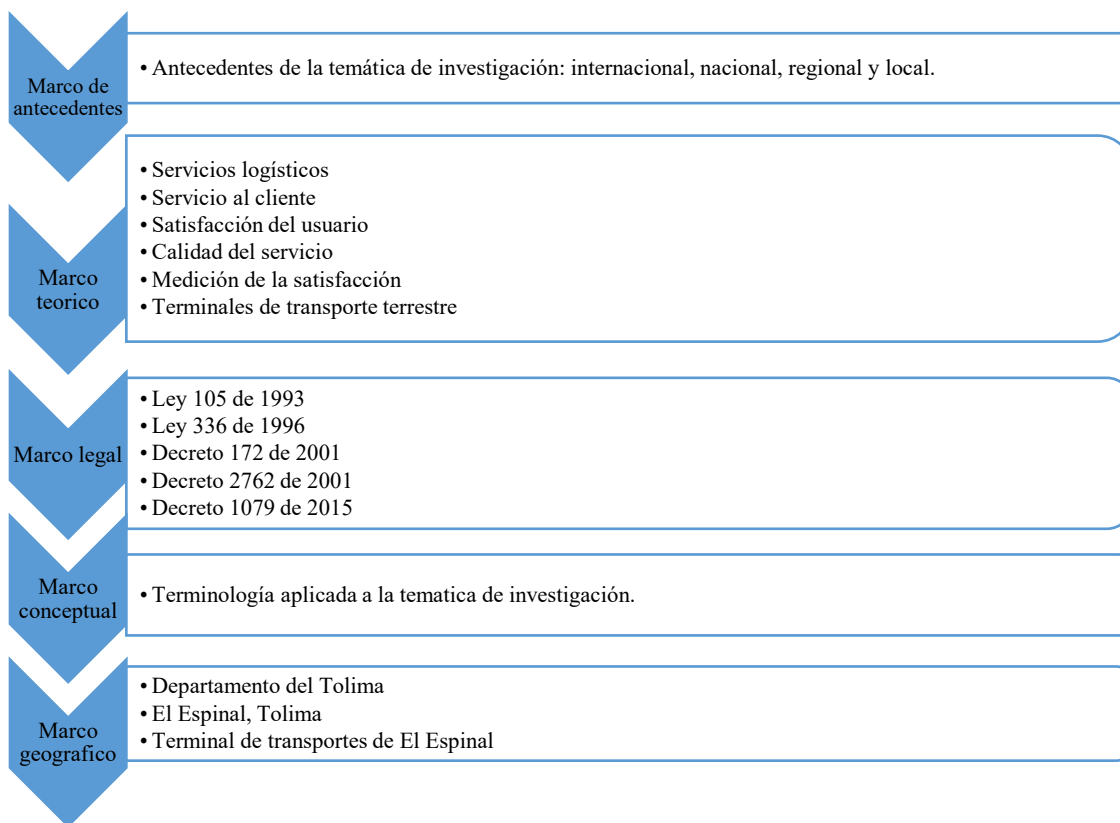 Marco de
antecedentes
• Antecedentes de la temática de investigación: internacional, nacional, regional y local.
Marco
teorico
• Servicios logísticos
• Servicio al cliente
• Satisfacción del usuario
• Calidad del servicio
• Medición de la satisfacción
• Terminales de transporte terrestre
Marco legal
• Ley 105 de 1993
• Ley 336 de 1996
• Decreto 172 de 2001
• Decreto 2762 de 2001
• Decreto 1079 de 2015
Marco
conceptual
• Terminología aplicada a la tematica de investigación.
Marco
geografico
• Departamento del Tolima
• El Espinal, Tolima
• Terminal de transportes de El Espinal